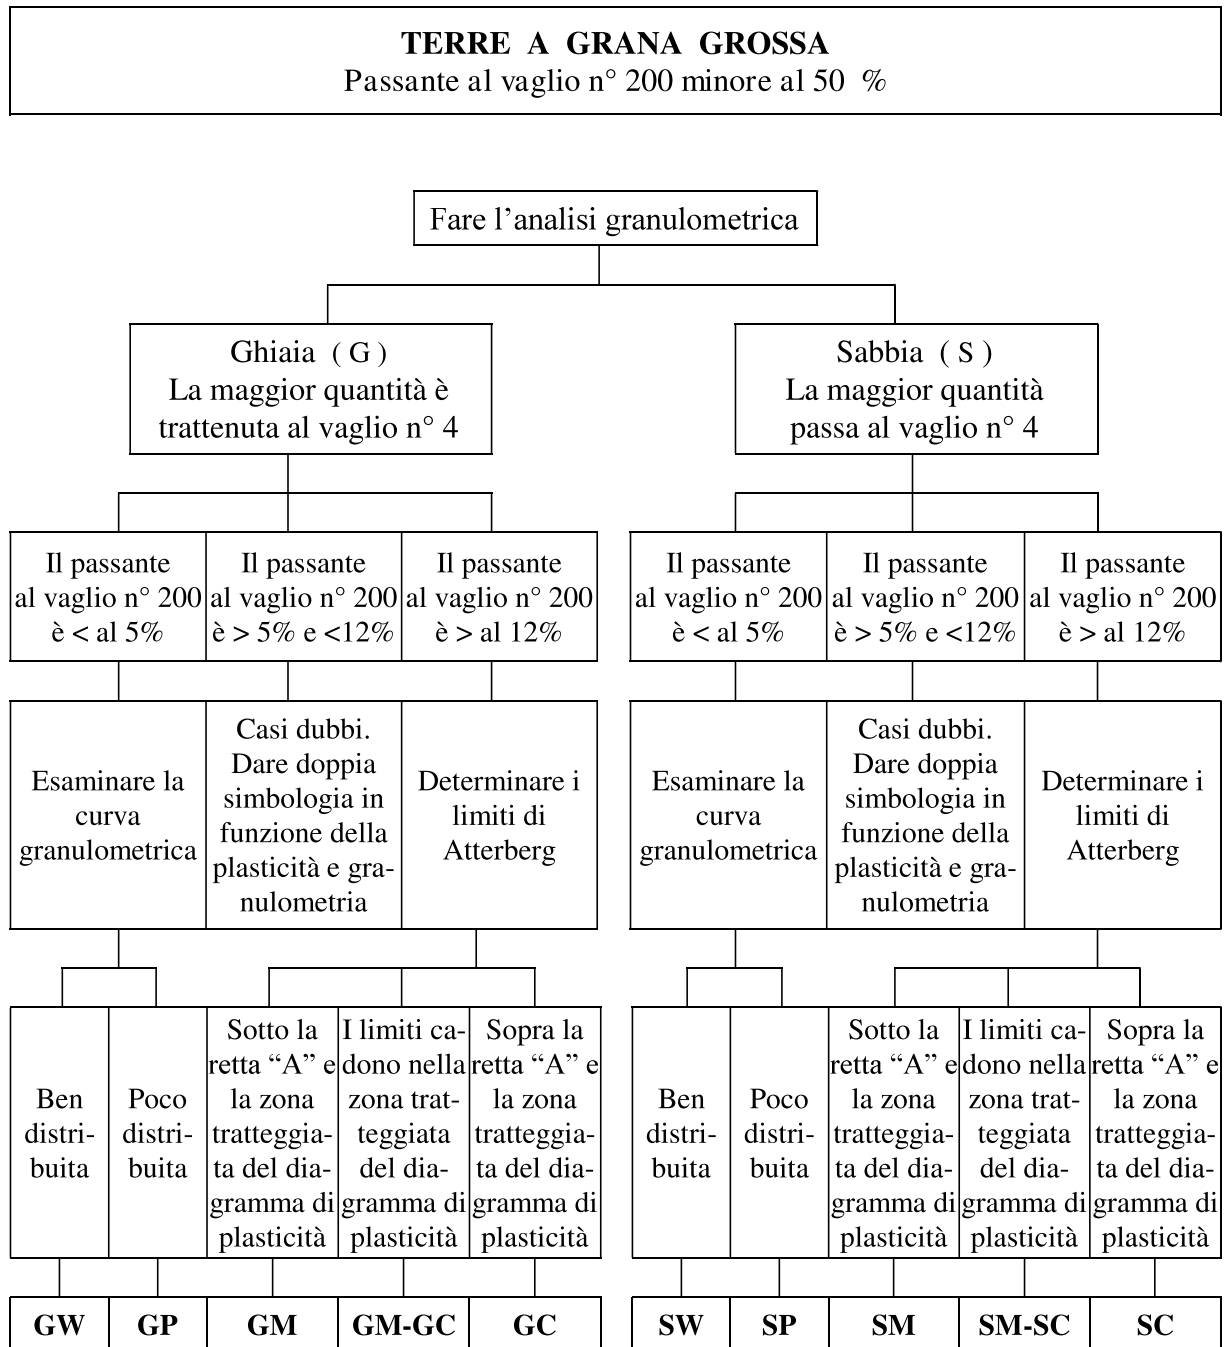 TERRE A GRANA GROSSA
Passante al vaglio n° 200 minore al 50 %
Fare l’analisi granulometrica
Ghiaia ( G )
La maggior quantità è
trattenuta al vaglio n° 4
Sabbia ( S )
La maggior quantità
passa al vaglio n° 4
Il passante
al vaglio n° 200
è < al 5%
Il passante
al vaglio n° 200
è > 5% e <12%
Il passante
al vaglio n° 200
è > al 12%
Il passante
al vaglio n° 200
è < al 5%
Il passante
al vaglio n° 200
è > 5% e <12%
Il passante
al vaglio n° 200
è > al 12%
Esaminare la
curva
granulometrica
Casi dubbi.
Dare doppia
simbologia in
funzione della
plasticità e gra-
nulometria
Determinare i
limiti di
Atterberg
Esaminare la
curva
granulometrica
Casi dubbi.
Dare doppia
simbologia in
funzione della
plasticità e gra-
nulometria
Determinare i
limiti di
Atterberg
Ben
distri-
buita
Poco
distri-
buita
Sotto la
retta “A” e
la zona
tratteggia-
ta del dia-
gramma di
plasticità
I limiti ca-
dono nella
zona trat-
teggiata
del dia-
gramma di
plasticità
Sopra la
retta “A” e
la zona
tratteggia-
ta del dia-
gramma di
plasticità
Ben
distri-
buita
Poco
distri-
buita
Sotto la
retta “A” e
la zona
tratteggia-
ta del dia-
gramma di
plasticità
I limiti ca-
dono nella
zona trat-
teggiata
del dia-
gramma di
plasticità
Sopra la
retta “A” e
la zona
tratteggia-
ta del dia-
gramma di
plasticità
GW GP GM GM-GC GC SW SP SM SM-SC SC